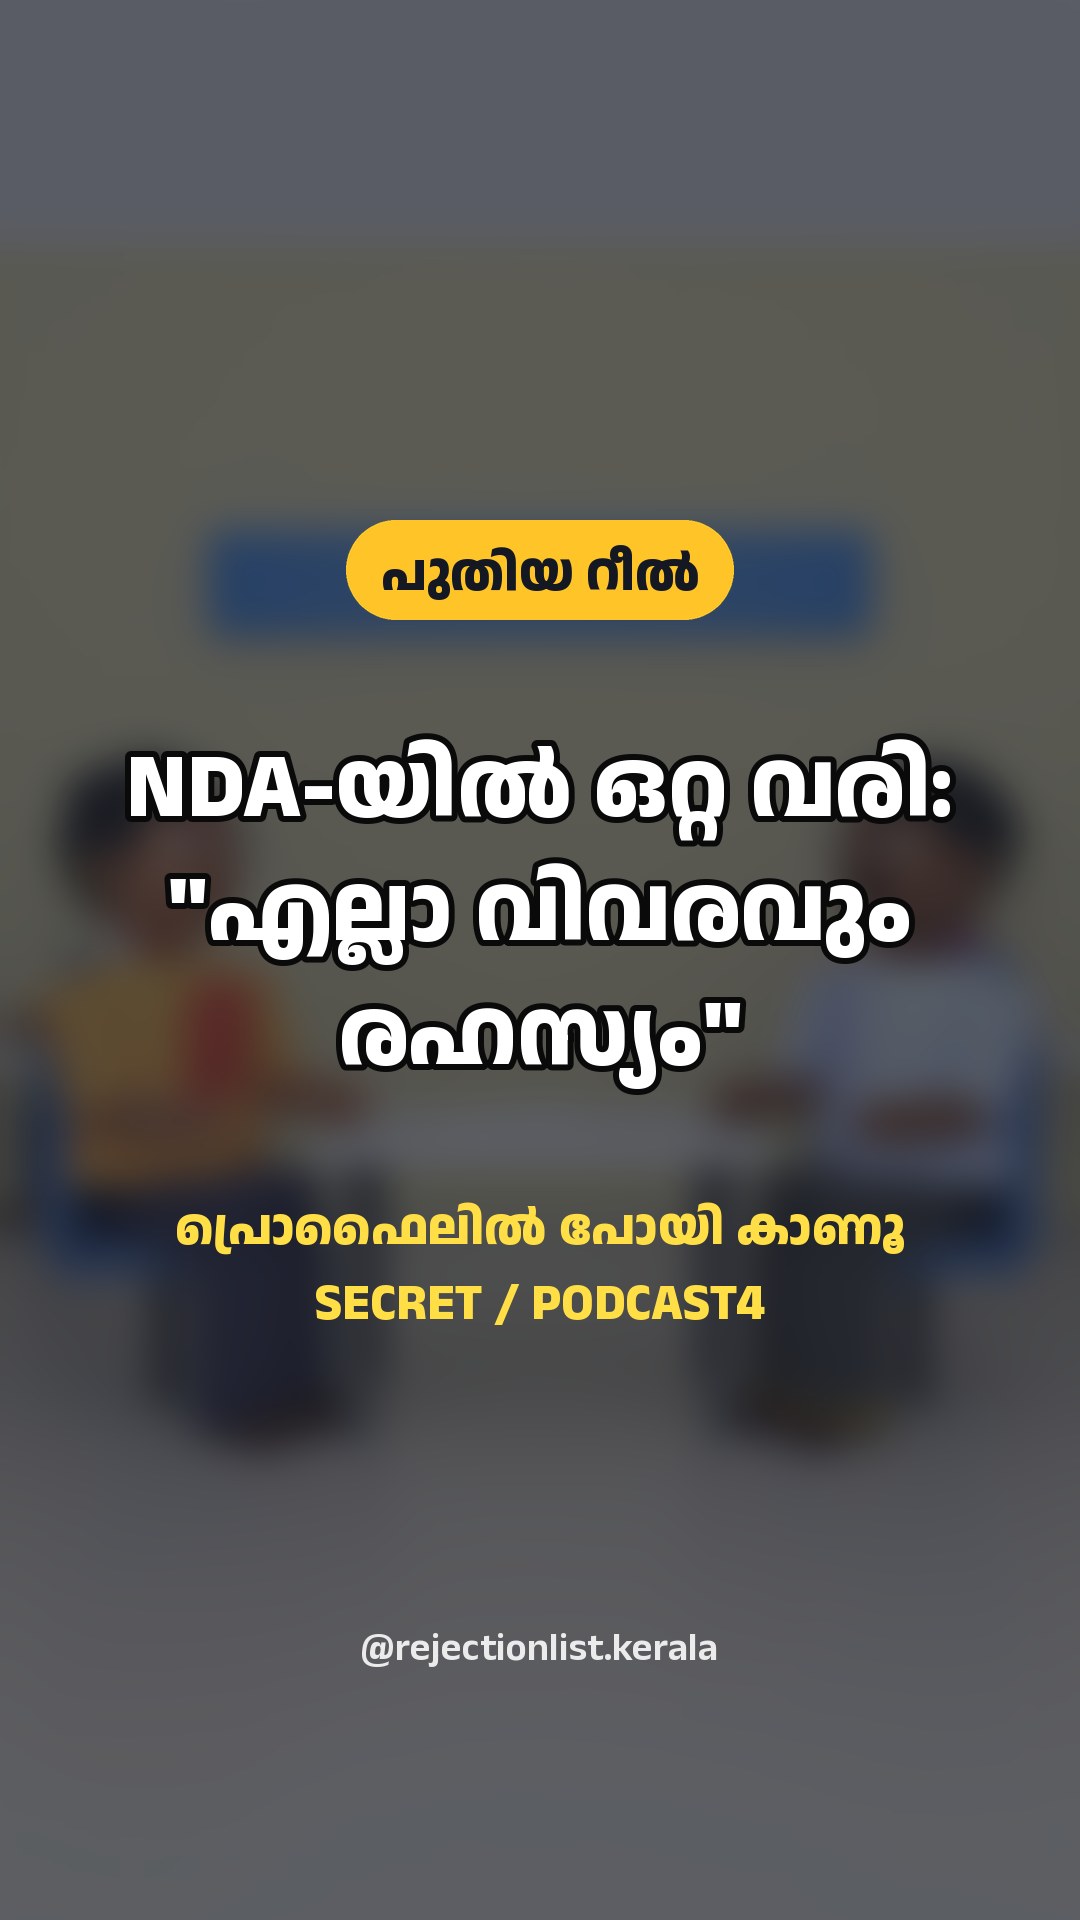 പുതിയ റീൽ
NDA-യിൽ ഒറ്റ വരി:
"എല്ലാ വിവരവും
രഹസ്യം"
പ്രൊഫൈലിൽ പോയി കാണൂ
SECRET / PODCAST4
@rejectionlist.kerala